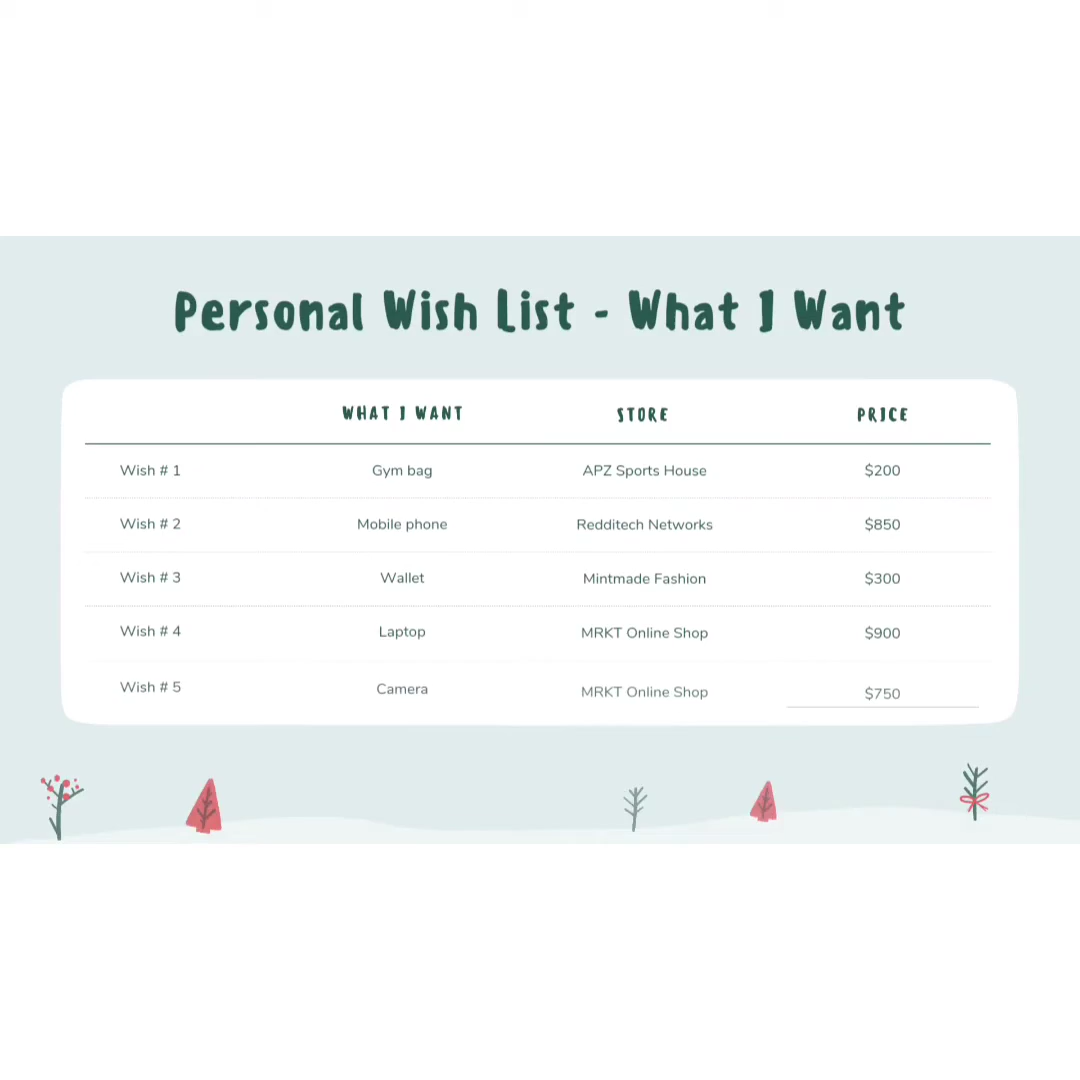 Personal Wish List - What I Want
WHAT I WANT STORE PRICE
Wish # 1 Gym bag APZ Sports House $200
Wish # 2 Mobile phone Redditech Networks $850
Wish # 3 Wallet Mintmade Fashion $300
Wish # 4 Laptop MRKT Online Shop $900
Wish # 5 Camera MRKT Online Shop $750